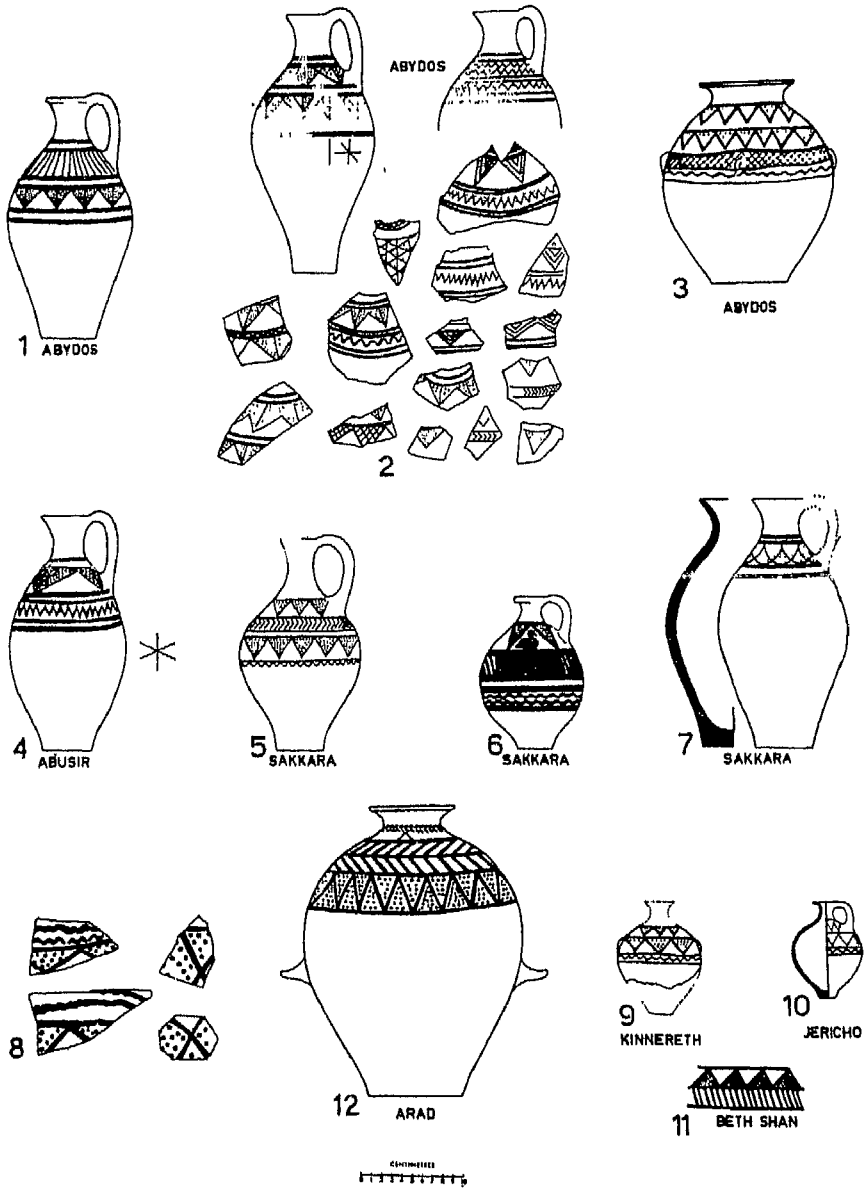 ABYDOS
1 ABYDOS
2
3
ABYDOS
4
ABUSIR
5
SAKKARA
6
SAKKARA
7
SAKKARA
8
12
ARAD
9
KINNERETH
10
JERICHO
11 BETH SHAN
CENTIMETRES